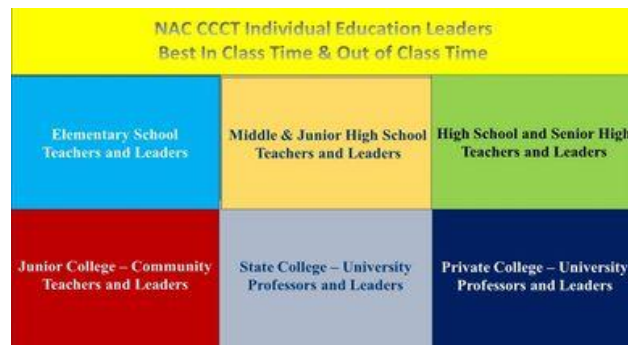 NAC CCCT Individual Education Leaders
Best In Class Time & Out of Class Time
Elementary School
Teachers and Leaders
Middle & Junior High School
Teachers and Leaders
High School and Senior High
Teachers and Leaders
Junior College – Community
Teachers and Leaders
State College – University
Professors and Leaders
Private College – University
Professors and Leaders